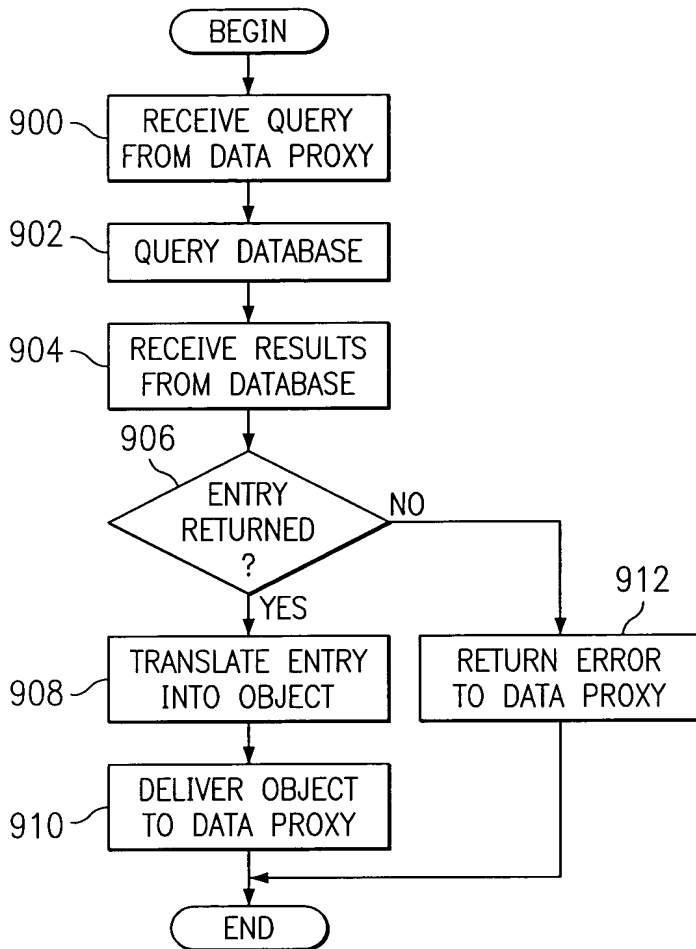 BEGIN
900
RECEIVE QUERY
FROM DATA PROXY
902
QUERY DATABASE
904
RECEIVE RESULTS
FROM DATABASE
906
ENTRY
RETURNED
?
NO
YES
912
908
TRANSLATE ENTRY
INTO OBJECT
RETURN ERROR
TO DATA PROXY
910
DELIVER OBJECT
TO DATA PROXY
END